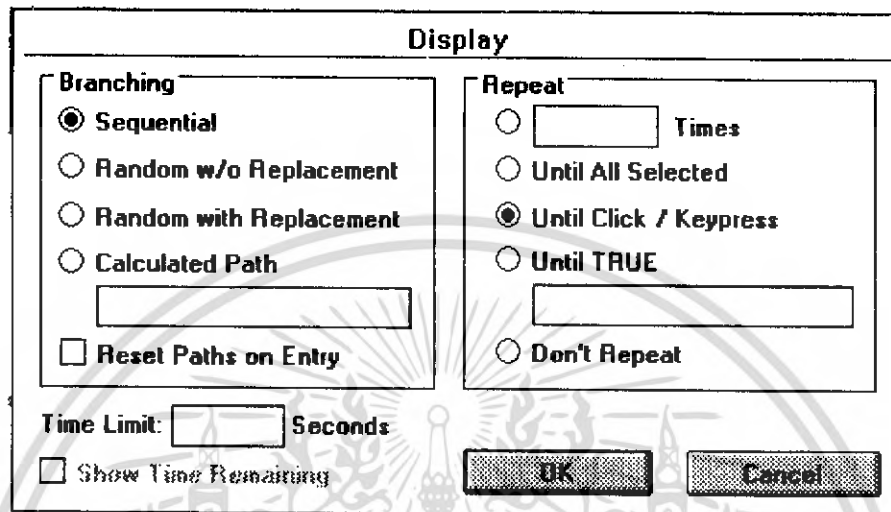 Display
Branching
Sequential
Random w/o Replacement
Random with Replacement
Calculated Path
Reset Paths on Entry
Repeat
Times
Until All Selected
Until Click / Keypress
Until TRUE
Don't Repeat
Time Limit: Seconds
Show Time Remaining
OK Cancel